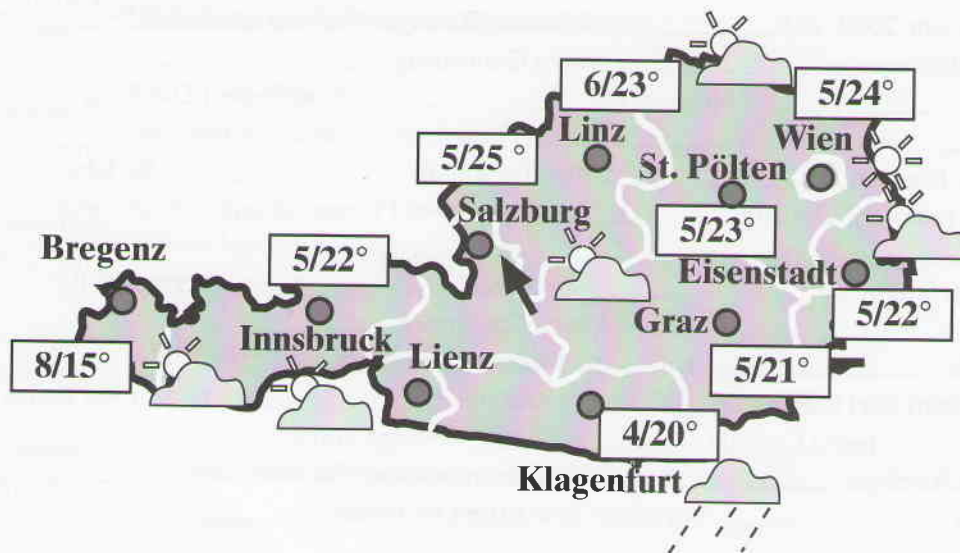 6/23°
5/24°
Linz
Wien
5/25 °
St. Pölten
Salzburg
5/23°
Bregenz
5/22°
Eisenstadt
Innsbruck
Graz
5/22°
8/15°
Lienz
5/21°
4/20°
Klagenfurt